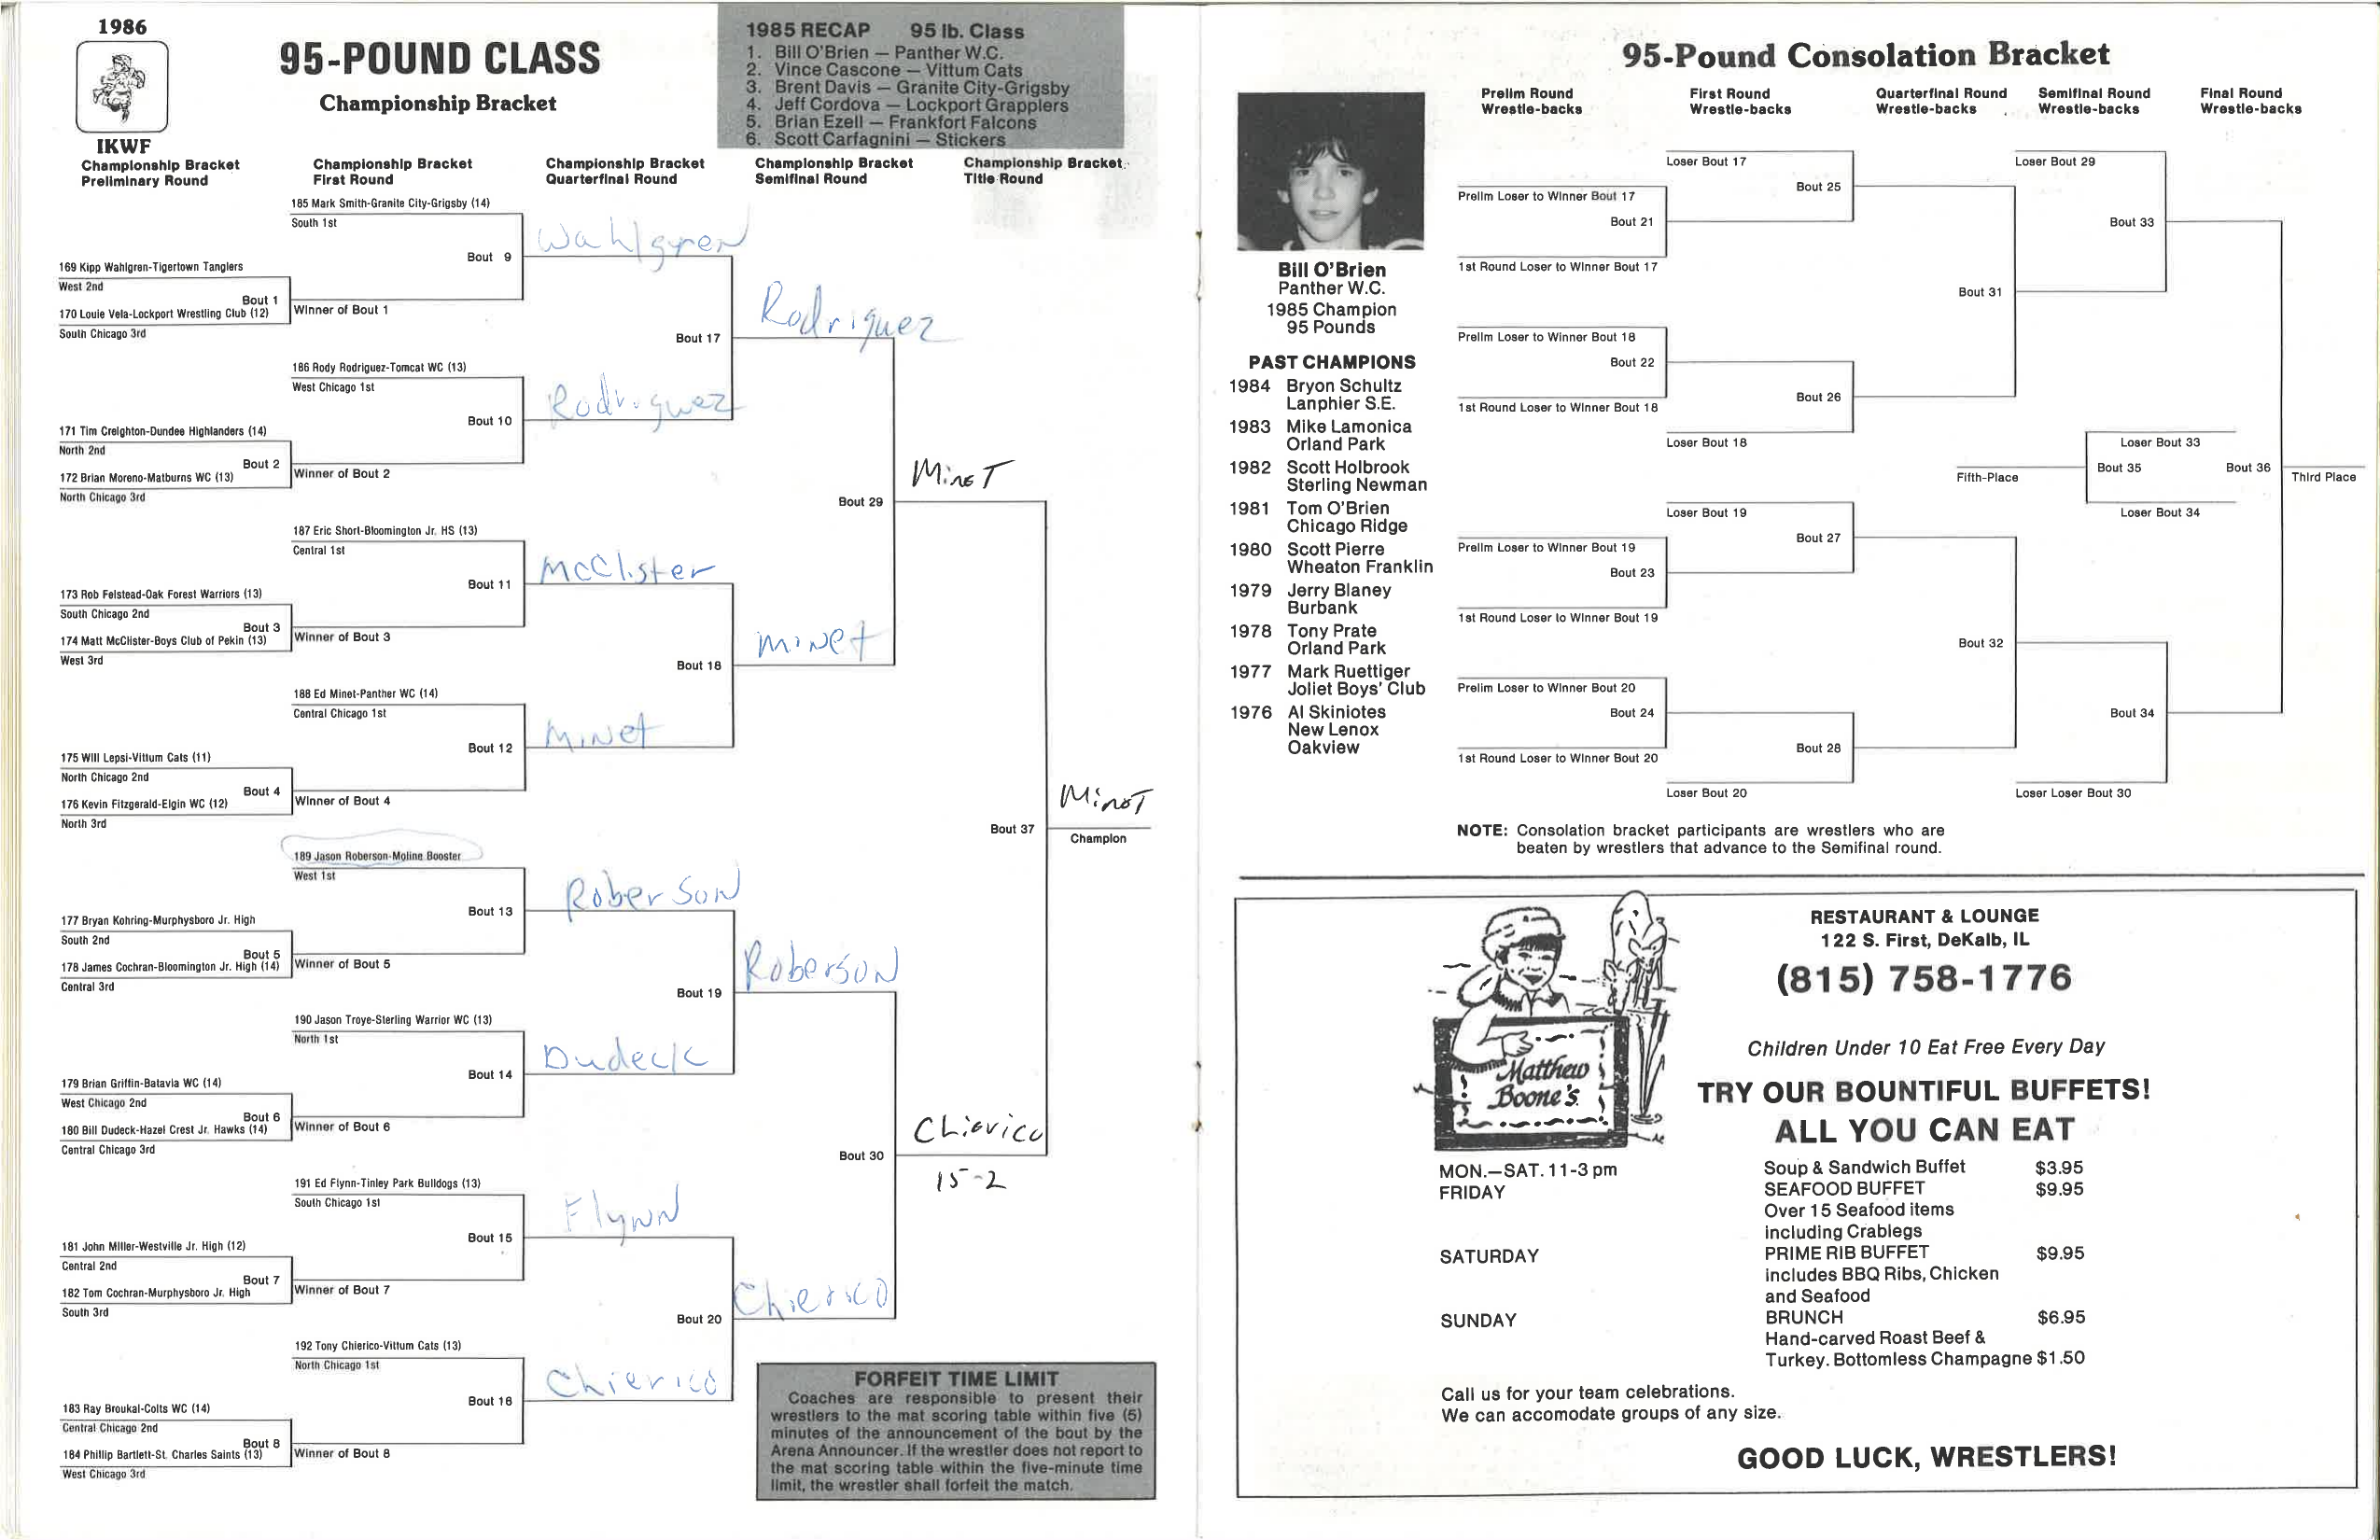 1986
IKWF
95-POUND CLASS
Championship Bracket
1985 RECAP 95 lb. Class
1. Bill O'Brien — Panther W.C.
2. Vince Cascone — Vittum Cats
3. Brent Davis — Granite City-Grigsby
4. Jeff Cordova — Lockport Grapplers
5. Brian Ezell — Frankfort Falcons
6. Scott Carfagnini — Stickers
Championship Bracket
Preliminary Round
Championship Bracket
First Round
Championship Bracket
Quarterfinal Round
Championship Bracket
Semifinal Round
Championship Bracket
Title Round
185 Mark Smith-Granite City-Grigsby (14)
South 1st
Bout 9
Wahlgren
169 Kipp Wahlgren-Tigertown Tanglers
West 2nd
Bout 1
170 Louie Vela-Lockport Wrestling Club (12)
South Chicago 3rd
Winner of Bout 1
Bout 17
Rodriguez
186 Rody Rodriguez-Tomcat WC (13)
West Chicago 1st
Bout 10
Rodriguez
171 Tim Creighton-Dundee Highlanders (14)
North 2nd
Bout 2
172 Brian Moreno-Matburns WC (13)
North Chicago 3rd
Winner of Bout 2
Bout 29
MinoT
187 Eric Short-Bloomington Jr. HS (13)
Central 1st
Bout 11
McClister
173 Rob Felstead-Oak Forest Warriors (13)
South Chicago 2nd
Bout 3
174 Matt McClister-Boys Club of Pekin (13)
West 3rd
Winner of Bout 3
Bout 18
Minet
188 Ed Minet-Panther WC (14)
Central Chicago 1st
Bout 12
Minet
175 Will Lepsi-Vittum Cats (11)
North Chicago 2nd
Bout 4
176 Kevin Fitzgerald-Elgin WC (12)
North 3rd
Winner of Bout 4
Bout 37
MinoT
Champion
189 Jason Roberson-Moline Booster
West 1st
Bout 13
Roberson
177 Bryan Kohring-Murphysboro Jr. High
South 2nd
Bout 5
178 James Cochran-Bloomington Jr. High (14)
Central 3rd
Winner of Bout 5
Bout 19
Roberson
190 Jason Troye-Sterling Warrior WC (13)
North 1st
Bout 14
Dudeck
179 Brian Griffin-Batavia WC (14)
West Chicago 2nd
Bout 6
180 Bill Dudeck-Hazel Crest Jr. Hawks (14)
Central Chicago 3rd
Winner of Bout 6
Bout 30
Chierico
15-2
191 Ed Flynn-Tinley Park Bulldogs (13)
South Chicago 1st
Bout 15
Flynn
181 John Miller-Westville Jr. High (12)
Central 2nd
Bout 7
182 Tom Cochran-Murphysboro Jr. High
South 3rd
Winner of Bout 7
Bout 20
Chierico
192 Tony Chierico-Vittum Cats (13)
North Chicago 1st
Bout 16
Chierico
183 Ray Broukal-Colts WC (14)
Central Chicago 2nd
Bout 8
184 Phillip Bartlett-St. Charles Saints (13)
West Chicago 3rd
Winner of Bout 8
FORFEIT TIME LIMIT
Coaches are responsible to present their
wrestlers to the mat scoring table within five (5)
minutes of the announcement of the bout by the
Arena Announcer. If the wrestler does not report to
the mat scoring table within the five-minute time
limit, the wrestler shall forfeit the match.
95-Pound Consolation Bracket
Prelim Round
Wrestle-backs
First Round
Wrestle-backs
Quarterfinal Round
Wrestle-backs
Semifinal Round
Wrestle-backs
Final Round
Wrestle-backs
Bill O'Brien
Panther W.C.
1985 Champion
95 Pounds
PAST CHAMPIONS
1984 Bryon Schultz
Lanphier S.E.
1983 Mike Lamonica
Orland Park
1982 Scott Holbrook
Sterling Newman
1981 Tom O'Brien
Chicago Ridge
1980 Scott Pierre
Wheaton Franklin
1979 Jerry Blaney
Burbank
1978 Tony Prate
Orland Park
1977 Mark Ruettiger
Joliet Boys' Club
1976 Al Skiniotes
New Lenox
Oakview
Loser Bout 17
Bout 25
Prelim Loser to Winner Bout 17
Bout 21
1st Round Loser to Winner Bout 17
Prelim Loser to Winner Bout 18
Bout 22
1st Round Loser to Winner Bout 18
Bout 26
Loser Bout 18
Bout 31
Loser Bout 29
Bout 33
Loser Bout 33
Fifth-Place
Bout 35
Bout 36
Third Place
Loser Bout 34
Loser Bout 19
Bout 27
Prelim Loser to Winner Bout 19
Bout 23
1st Round Loser to Winner Bout 19
Bout 32
Prelim Loser to Winner Bout 20
Bout 24
Bout 34
1st Round Loser to Winner Bout 20
Bout 28
Loser Bout 20
Loser Loser Bout 30
NOTE: Consolation bracket participants are wrestlers who are
beaten by wrestlers that advance to the Semifinal round.
Matthew
Boone's
RESTAURANT & LOUNGE
122 S. First, DeKalb, IL
(815) 758-1776
Children Under 10 Eat Free Every Day
TRY OUR BOUNTIFUL BUFFETS!
ALL YOU CAN EAT
MON.—SAT. 11-3 pm Soup & Sandwich Buffet $3.95
FRIDAY SEAFOOD BUFFET $9.95
Over 15 Seafood items
including Crablegs
SATURDAY PRIME RIB BUFFET $9.95
includes BBQ Ribs, Chicken
and Seafood
SUNDAY BRUNCH $6.95
Hand-carved Roast Beef &
Turkey. Bottomless Champagne $1.50
Call us for your team celebrations.
We can accomodate groups of any size.
GOOD LUCK, WRESTLERS!